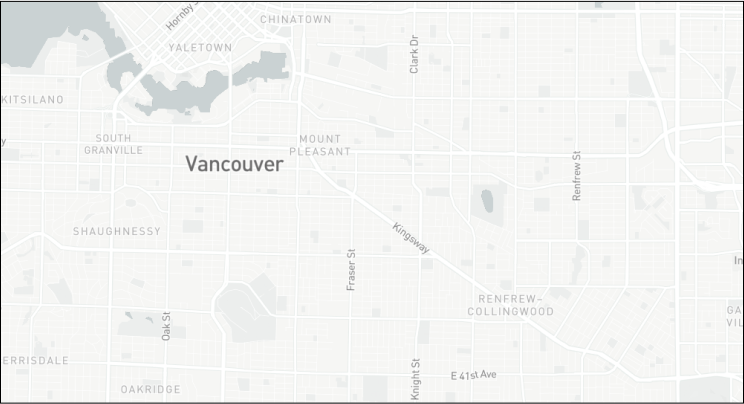 Hornby S
CHINATOWN
YALETOWN
Clark Dr
KITSILANO
SOUTH
GRANVILLE
y
MOUNT
PLEASANT
Vancouver
Renfrew St
SHAUGHNESSY
Kingsway
Fraser St
In
RENFREW–
COLLINGWOOD
GA
VIL
Oak St
ERRISDALE
OAKRIDGE
Knight St
E 41st Ave